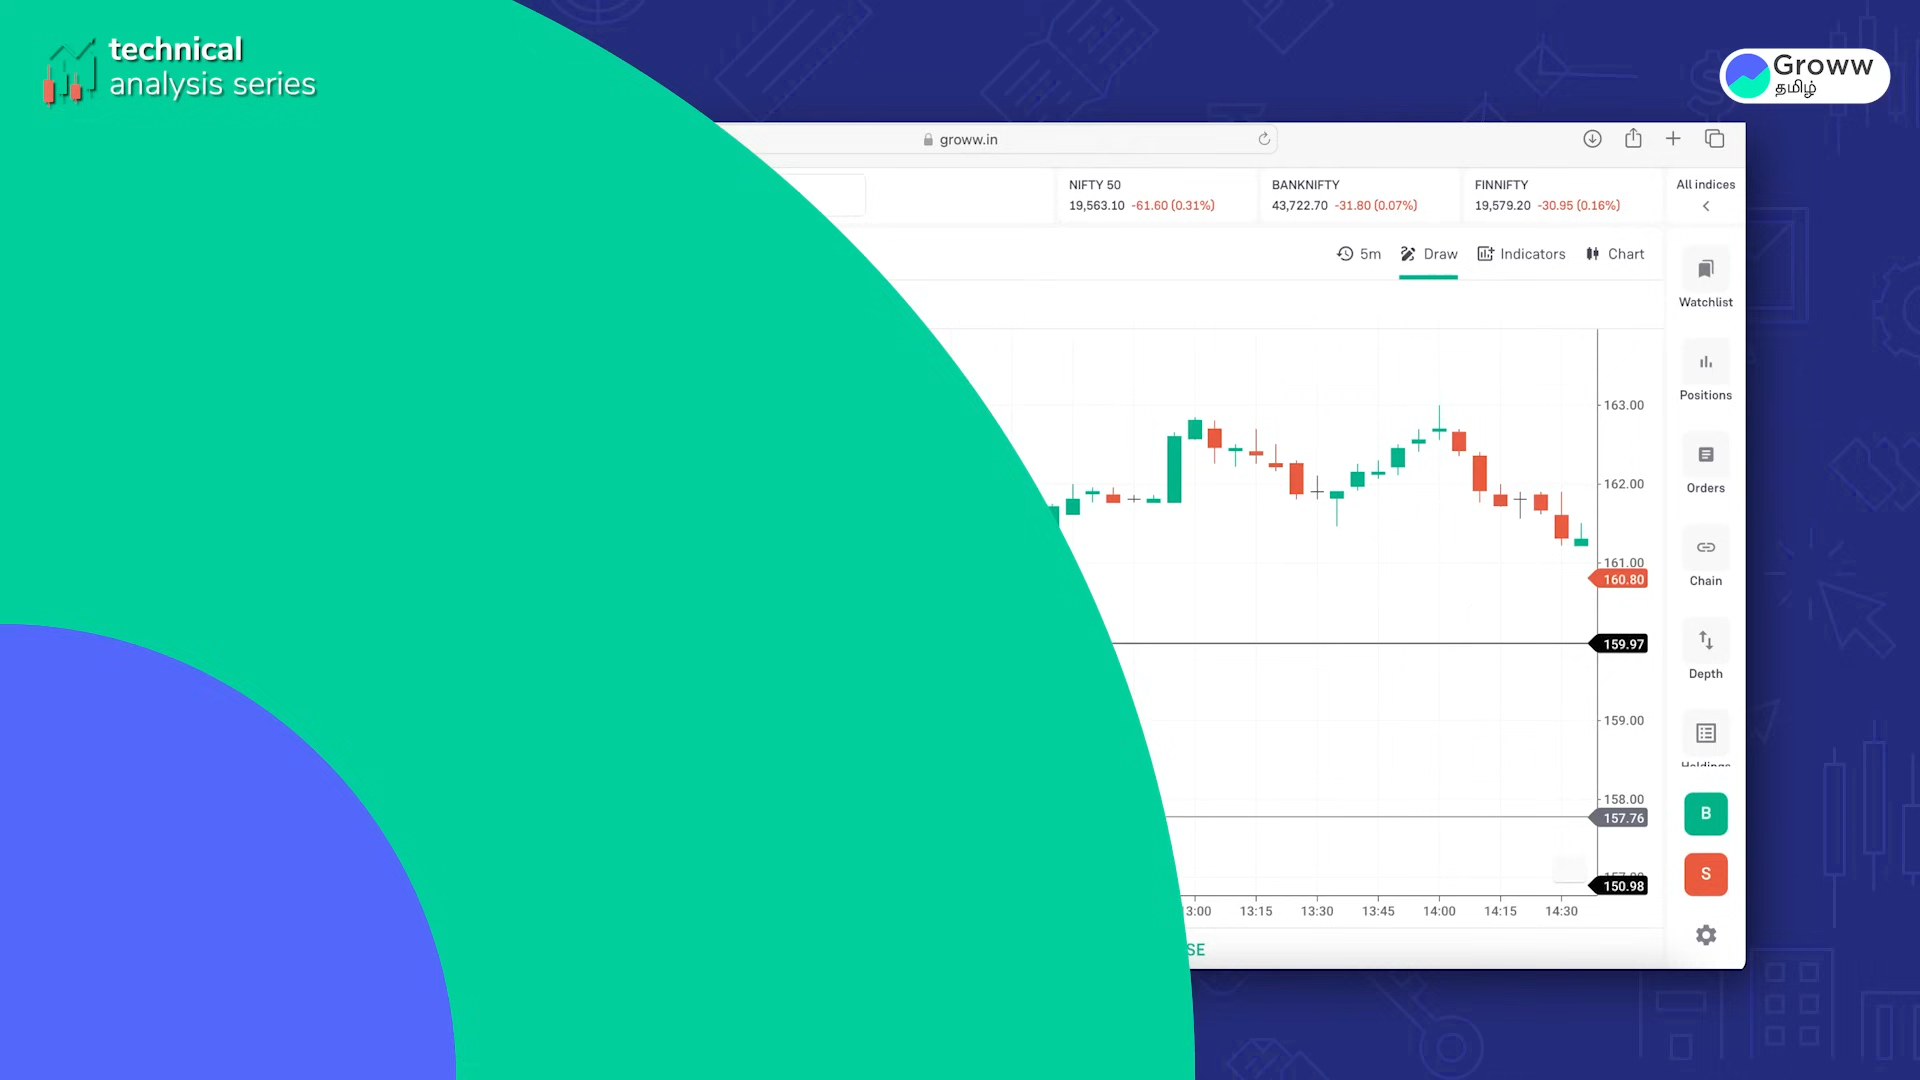 technical
analysis series
Groww
தமிழ்
groww.in
NIFTY 50
19,563.10 -61.60 (0.31%)
BANKNIFTY
43,722.70 -31.80 (0.07%)
FINNIFTY
19,579.20 -30.95 (0.16%)
All indices
5m Draw Indicators Chart
Watchlist
Positions
Orders
Chain
Depth
Holdings
B
S
163.00
162.00
161.00
160.80
159.97
159.00
158.00
157.76
150.98
3:00 13:15 13:30 13:45 14:00 14:15 14:30
SE